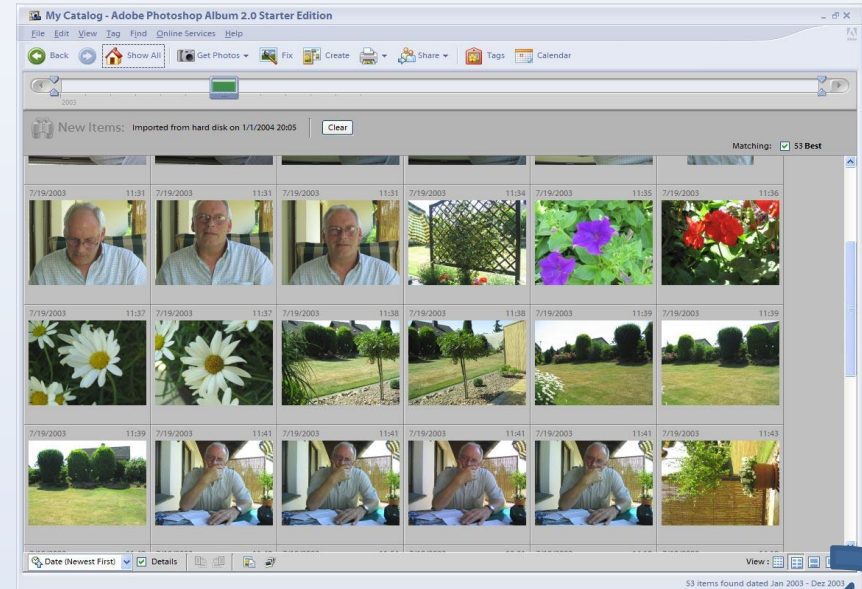 My Catalog - Adobe Photoshop Album 2.0 Starter Edition
File Edit View Tag Find Online Services Help
Back Show All Get Photos Fix Create Share Tags Calendar
2003
New Items: Imported from hard disk on 1/1/2004 20:05 Clear
Matching: 53 Best
7/19/2003 11:31 7/19/2003 11:31 7/19/2003 11:31 7/19/2003 11:34 7/19/2003 11:35 7/19/2003 11:36
7/19/2003 11:37 7/19/2003 11:37 7/19/2003 11:38 7/19/2003 11:38 7/19/2003 11:39 7/19/2003 11:39
7/19/2003 11:39 7/19/2003 11:41 7/19/2003 11:41 7/19/2003 11:41 7/19/2003 11:41 7/19/2003 11:43
Date (Newest First) Details View :
53 items found dated Jan 2003 - Dez 2003